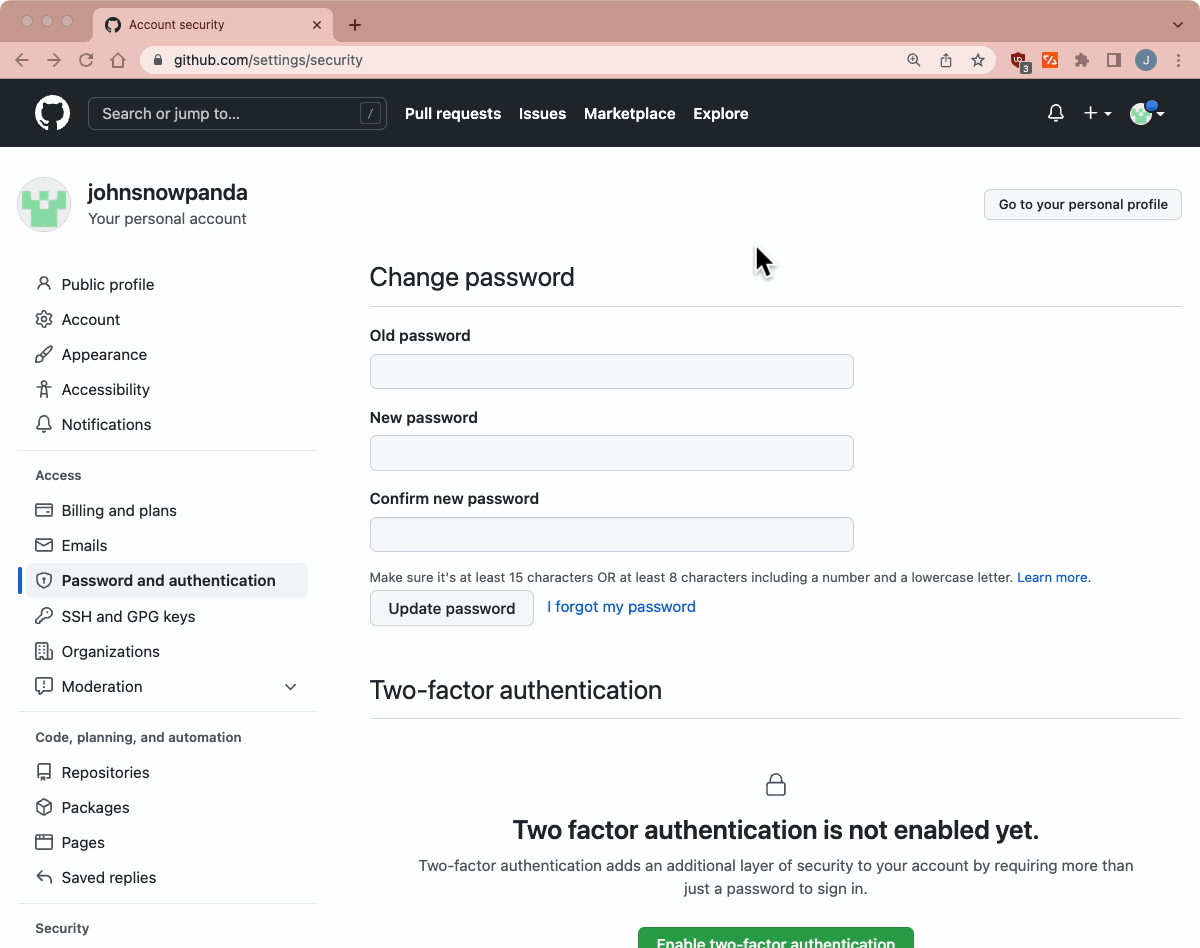 Account security
github.com/settings/security
3
J
Search or jump to...
/
Pull requests
Issues
Marketplace
Explore
johnsnowpanda
Your personal account
Go to your personal profile
Public profile
Account
Appearance
Accessibility
Notifications
Access
Billing and plans
Emails
Password and authentication
SSH and GPG keys
Organizations
Moderation
Code, planning, and automation
Repositories
Packages
Pages
Saved replies
Security
Change password
Old password
New password
Confirm new password
Make sure it's at least 15 characters OR at least 8 characters including a number and a lowercase letter. Learn more.
Update password
I forgot my password
Two-factor authentication
Two factor authentication is not enabled yet.
Two-factor authentication adds an additional layer of security to your account by requiring more than
just a password to sign in.
Enable two-factor authentication